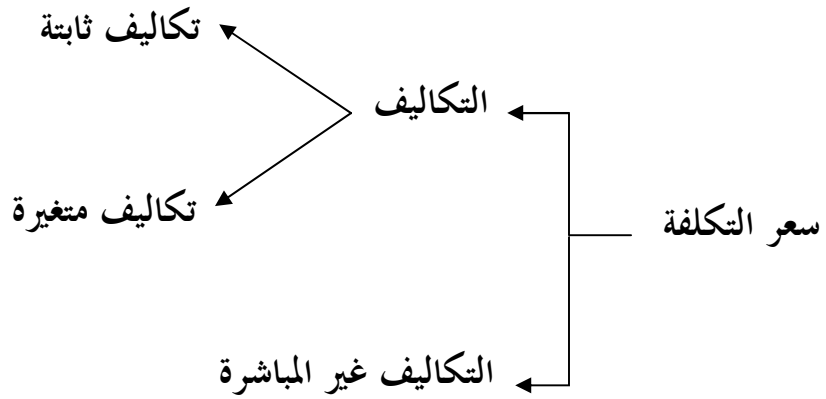 تكاليف ثابتة
التكاليف
تكاليف متغيرة
سعر التكلفة
التكاليف غير المباشرة